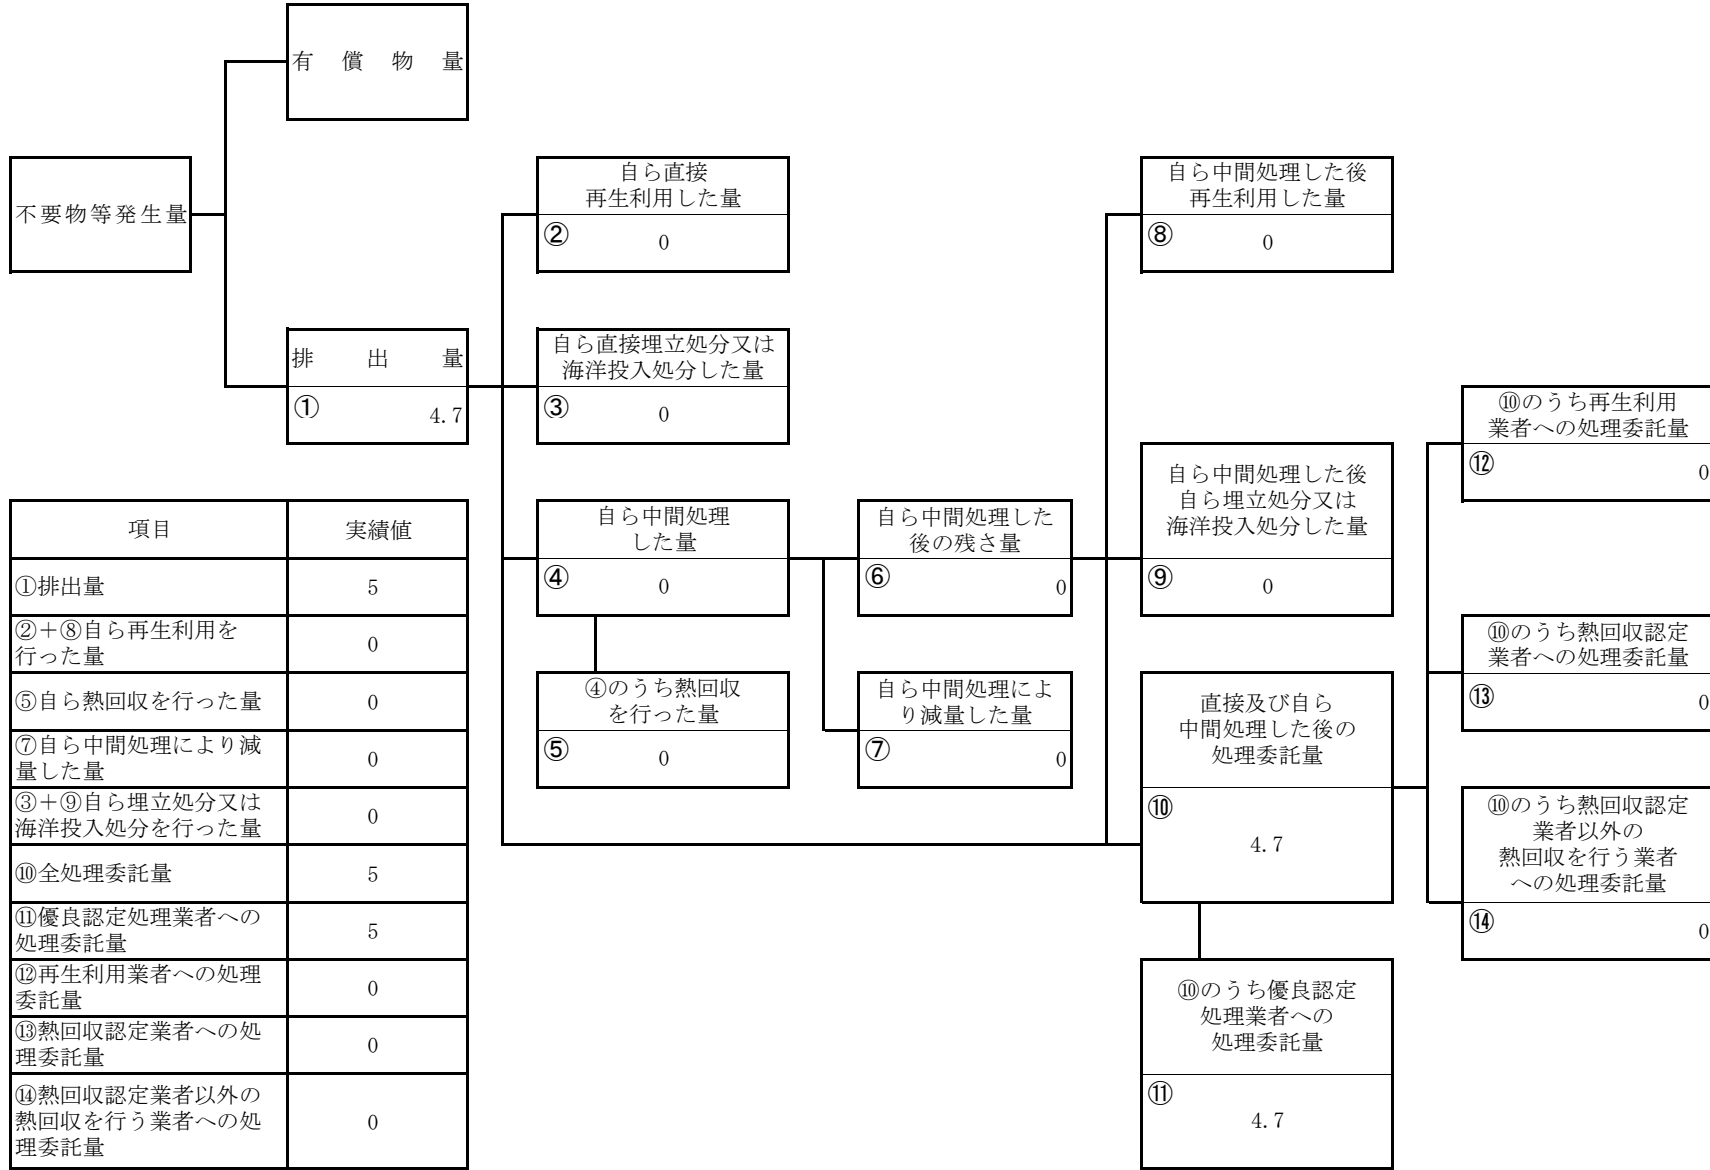 有償物量
不要物等発生量
排出量
① 4.7
自ら直接
再生利用した量
② 0
自ら直接埋立処分又は
海洋投入処分した量
③ 0
自ら中間処理
した量
④ 0
④のうち熱回収
を行った量
⑤ 0
自ら中間処理した
後の残さ量
⑥ 0
自ら中間処理によ
り減量した量
⑦ 0
自ら中間処理した後
再生利用した量
⑧ 0
自ら中間処理した後
自ら埋立処分又は
海洋投入処分した量
⑨ 0
直接及び自ら
中間処理した後の
処理委託量
⑩
4.7
⑩のうち優良認定
処理業者への
処理委託量
⑪
4.7
⑩のうち再生利用
業者への処理委託量
⑫ 0
⑩のうち熱回収認定
業者への処理委託量
⑬ 0
⑩のうち熱回収認定
業者以外の
熱回収を行う業者
への処理委託量
⑭ 0
項目 実績値
①排出量 5
②+⑧自ら再生利用を
行った量 0
⑤自ら熱回収を行った量 0
⑦自ら中間処理により減
量した量 0
③+⑨自ら埋立処分又は
海洋投入処分を行った量 0
⑩全処理委託量 5
⑪優良認定処理業者への
処理委託量 5
⑫再生利用業者への処理
委託量 0
⑬熱回収認定業者への処
理委託量 0
⑭熱回収認定業者以外の
熱回収を行う業者への処
理委託量 0